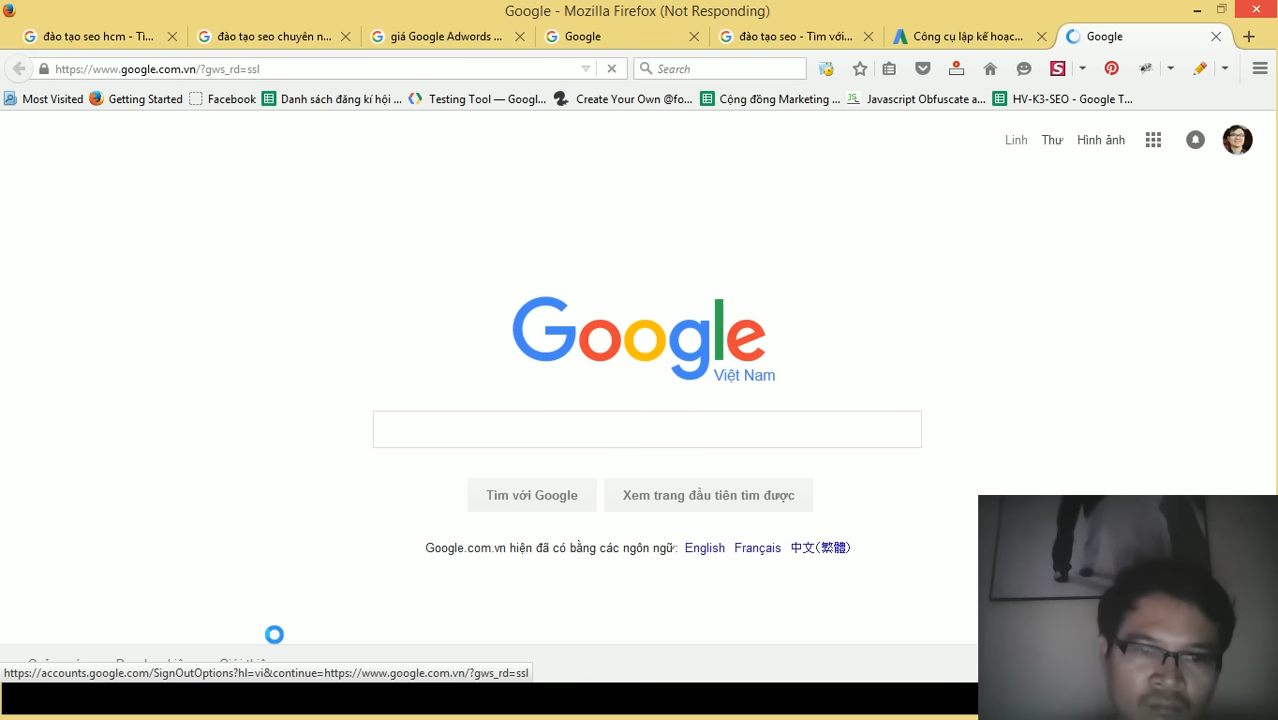 Google - Mozilla Firefox (Not Responding)
đào tạo seo hcm - Tì... đào tạo seo chuyên n... giá Google Adwords ... Google đào tạo seo - Tìm với... Công cụ lập kế hoạc... Google
https://www.google.com.vn/?gws_rd=ssl Search
Most Visited Getting Started Facebook Danh sách đăng kí hội ... Testing Tool — Googl... Create Your Own @fo... Cộng đồng Marketing ... Javascript Obfuscate a... HV-K3-SEO - Google T...
Linh Thư Hình ảnh
Google
Việt Nam
Tìm với Google Xem trang đầu tiên tìm được
Google.com.vn hiện đã có bằng các ngôn ngữ: English Français 中文(繁體)
https://accounts.google.com/SignOutOptions?hl=vi&continue=https://www.google.com.vn/?gws_rd=ssl